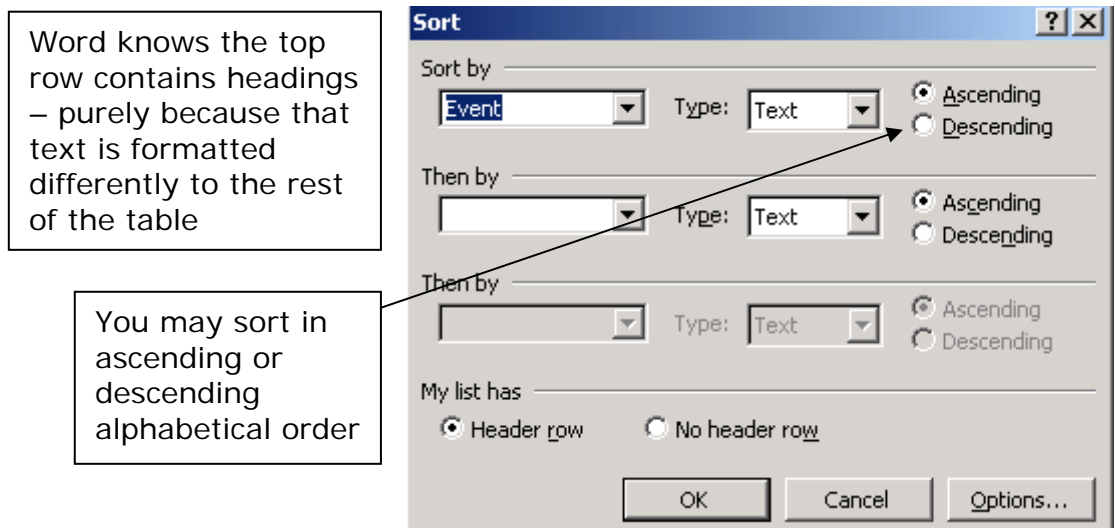 Word knows the top
row contains headings
– purely because that
text is formatted
differently to the rest
of the table
You may sort in
ascending or
descending
alphabetical order
Sort
Sort by
Event Type: Text Ascending
Descending
Then by
Type: Text Ascending
Descending
Then by
Type: Text Ascending
Descending
My list has
Header row No header row
OK Cancel Options...